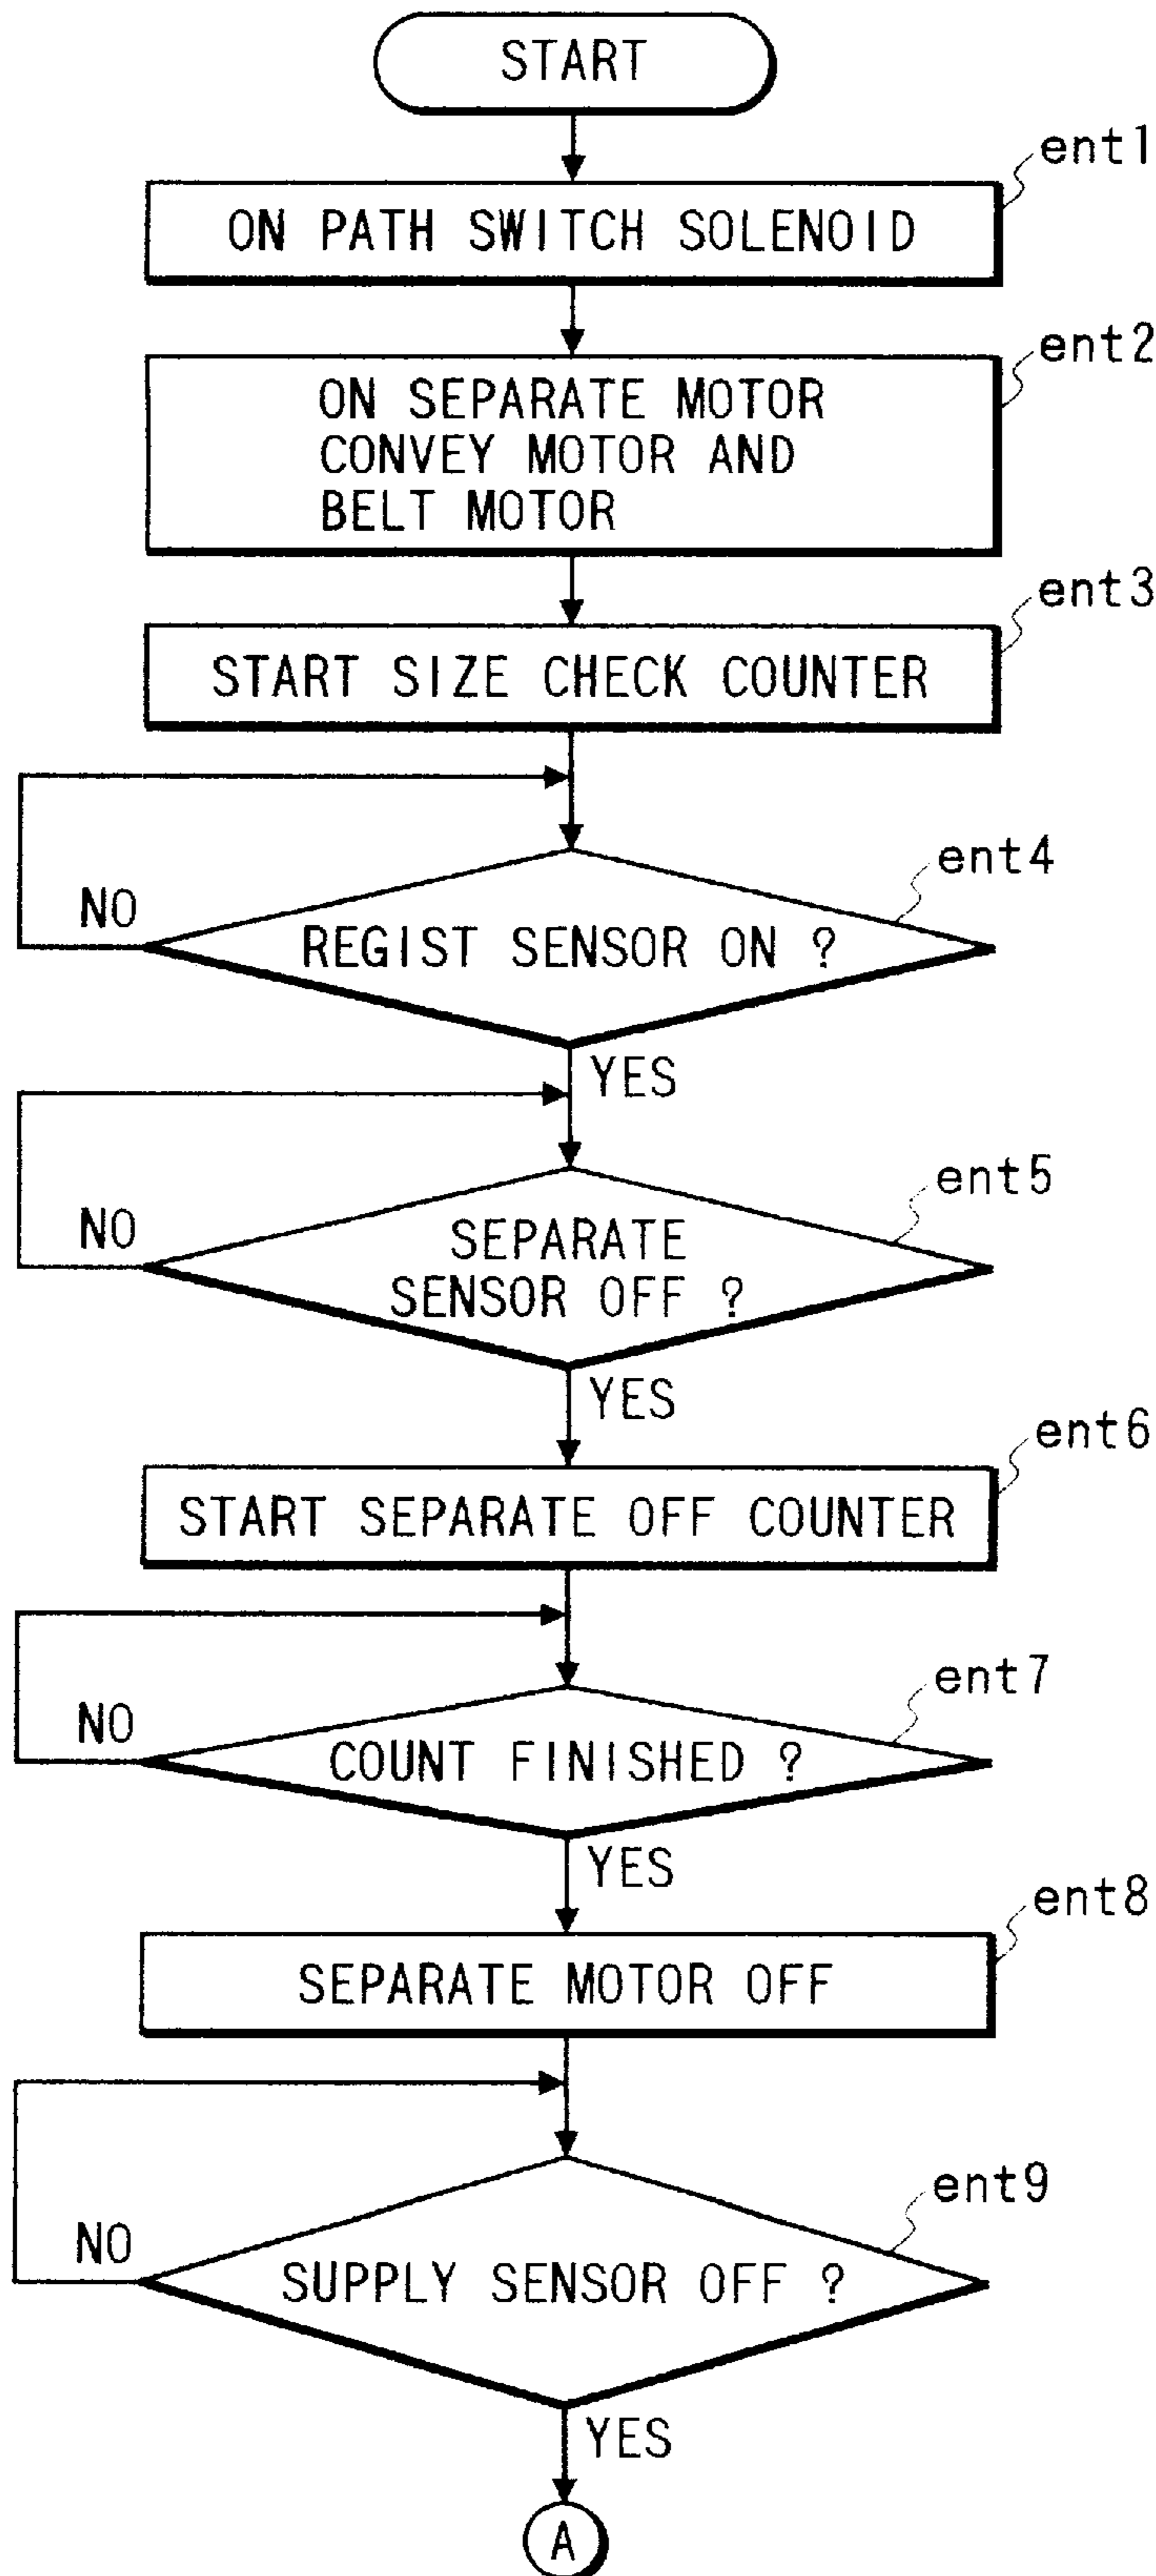 START
ent1
ON PATH SWITCH SOLENOID
ent2
ON SEPARATE MOTOR
CONVEY MOTOR AND
BELT MOTOR
ent3
START SIZE CHECK COUNTER
ent4
NO
REGIST SENSOR ON ?
YES
ent5
NO
SEPARATE
SENSOR OFF ?
YES
ent6
START SEPARATE OFF COUNTER
ent7
NO
COUNT FINISHED ?
YES
ent8
SEPARATE MOTOR OFF
ent9
NO
SUPPLY SENSOR OFF ?
YES
A